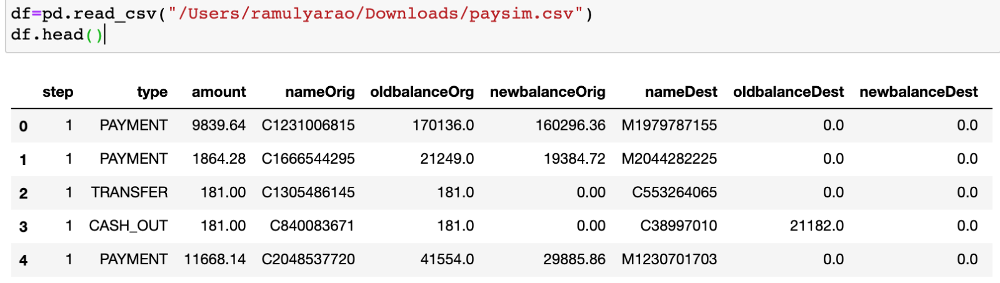 df=pd.read_csv("/Users/ramulyarao/Downloads/paysim.csv")
df.head()
step type amount nameOrig oldbalanceOrg newbalanceOrig nameDest oldbalanceDest newbalanceDest
0 1 PAYMENT 9839.64 C1231006815 170136.0 160296.36 M1979787155 0.0 0.0
1 1 PAYMENT 1864.28 C1666544295 21249.0 19384.72 M2044282225 0.0 0.0
2 1 TRANSFER 181.00 C1305486145 181.0 0.00 C553264065 0.0 0.0
3 1 CASH_OUT 181.00 C840083671 181.0 0.00 C38997010 21182.0 0.0
4 1 PAYMENT 11668.14 C2048537720 41554.0 29885.86 M1230701703 0.0 0.0